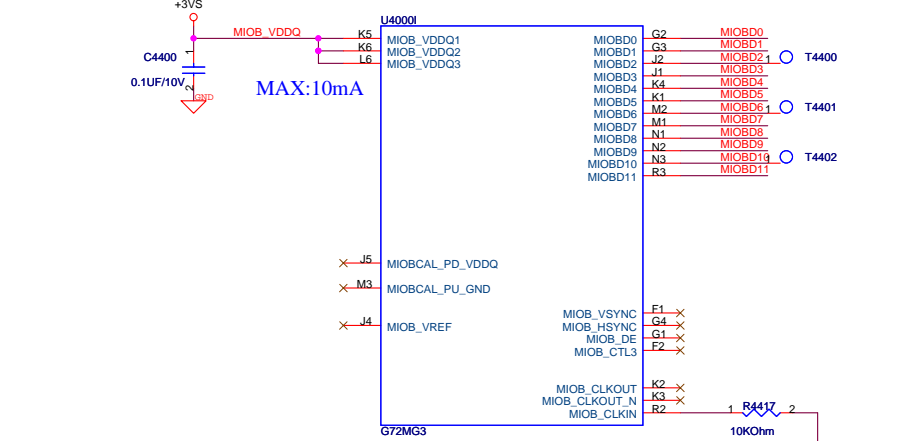 +3VS
U4000I
MIOB_VDDQ
K5 MIOB_VDDQ1
K6 MIOB_VDDQ2
L6 MIOB_VDDQ3
C4400
1
0.1UF/10V
2
GND
MAX:10mA
MIOBD0 G2 MIOBD0
MIOBD1 G3 MIOBD1
MIOBD2 J2 MIOBD2 1 T4400
MIOBD3 J1 MIOBD3
MIOBD4 K4 MIOBD4
MIOBD5 K1 MIOBD5
MIOBD6 M2 MIOBD6 1 T4401
MIOBD7 M1 MIOBD7
MIOBD8 N1 MIOBD8
MIOBD9 N2 MIOBD9
MIOBD10 N3 MIOBD10 1 T4402
MIOBD11 R3 MIOBD11
J5 MIOBCAL_PD_VDDQ
M3 MIOBCAL_PU_GND
J4 MIOB_VREF
MIOB_VSYNC F1
MIOB_HSYNC G4
MIOB_DE G1
MIOB_CTL3 F2
MIOB_CLKOUT K2
MIOB_CLKOUT_N K3
MIOB_CLKIN R2
1 R4417 2
10KOhm
G72MG3